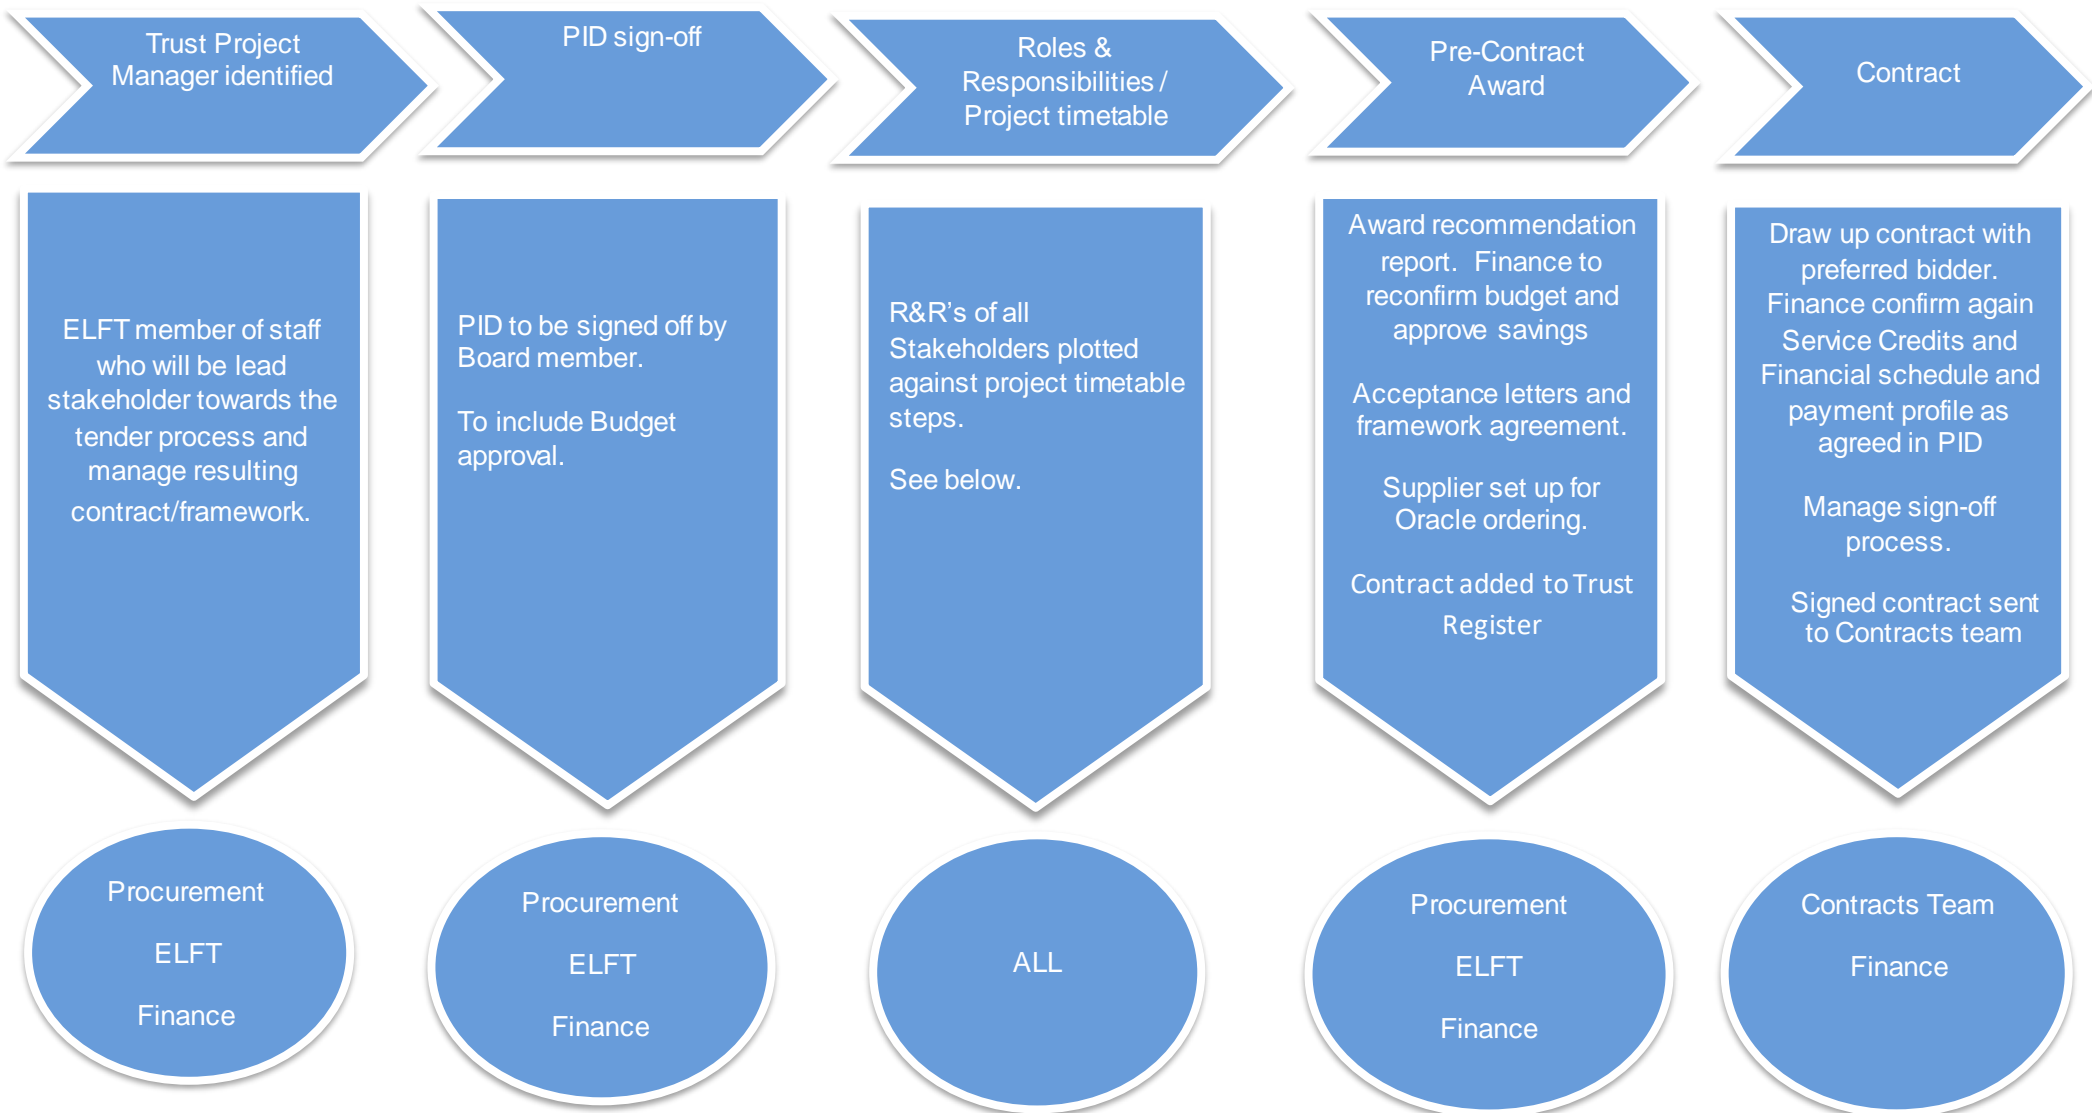 Trust Project
Manager identified
PID sign-off
Roles &
Responsibilities /
Project timetable
Pre-Contract
Award
Contract
ELFT member of staff
who will be lead
stakeholder towards the
tender process and
manage resulting
contract/framework.
PID to be signed off by
Board member.
To include Budget
approval.
R&R's of all
Stakeholders plotted
against project timetable
steps.
See below.
Award recommendation
report. Finance to
reconfirm budget and
approve savings
Acceptance letters and
framework agreement.
Supplier set up for
Oracle ordering.
Contract added to Trust
Register
Draw up contract with
preferred bidder.
Finance confirm again
Service Credits and
Financial schedule and
payment profile as
agreed in PID
Manage sign-off
process.
Signed contract sent
to Contracts team
Procurement
ELFT
Finance
Procurement
ELFT
Finance
ALL
Procurement
ELFT
Finance
Contracts Team
Finance